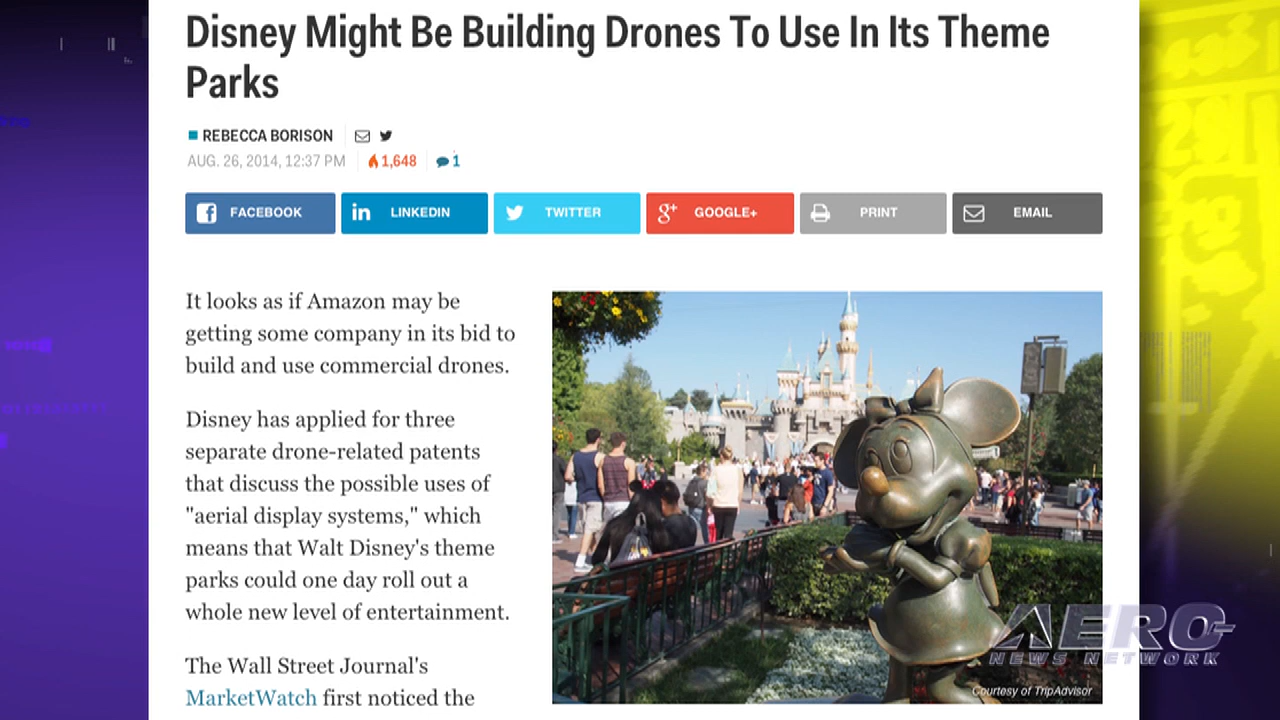 Disney Might Be Building Drones To Use In Its Theme
Parks
REBECCA BORISON
AUG. 26, 2014, 12:37 PM 1,648 1
FACEBOOK LINKEDIN TWITTER GOOGLE+ PRINT EMAIL
It looks as if Amazon may be
getting some company in its bid to
build and use commercial drones.
Disney has applied for three
separate drone-related patents
that discuss the possible uses of
"aerial display systems," which
means that Walt Disney's theme
parks could one day roll out a
whole new level of entertainment.
The Wall Street Journal's
MarketWatch first noticed the
AERO
NEWS NETWORK
Courtesy of TripAdvisor